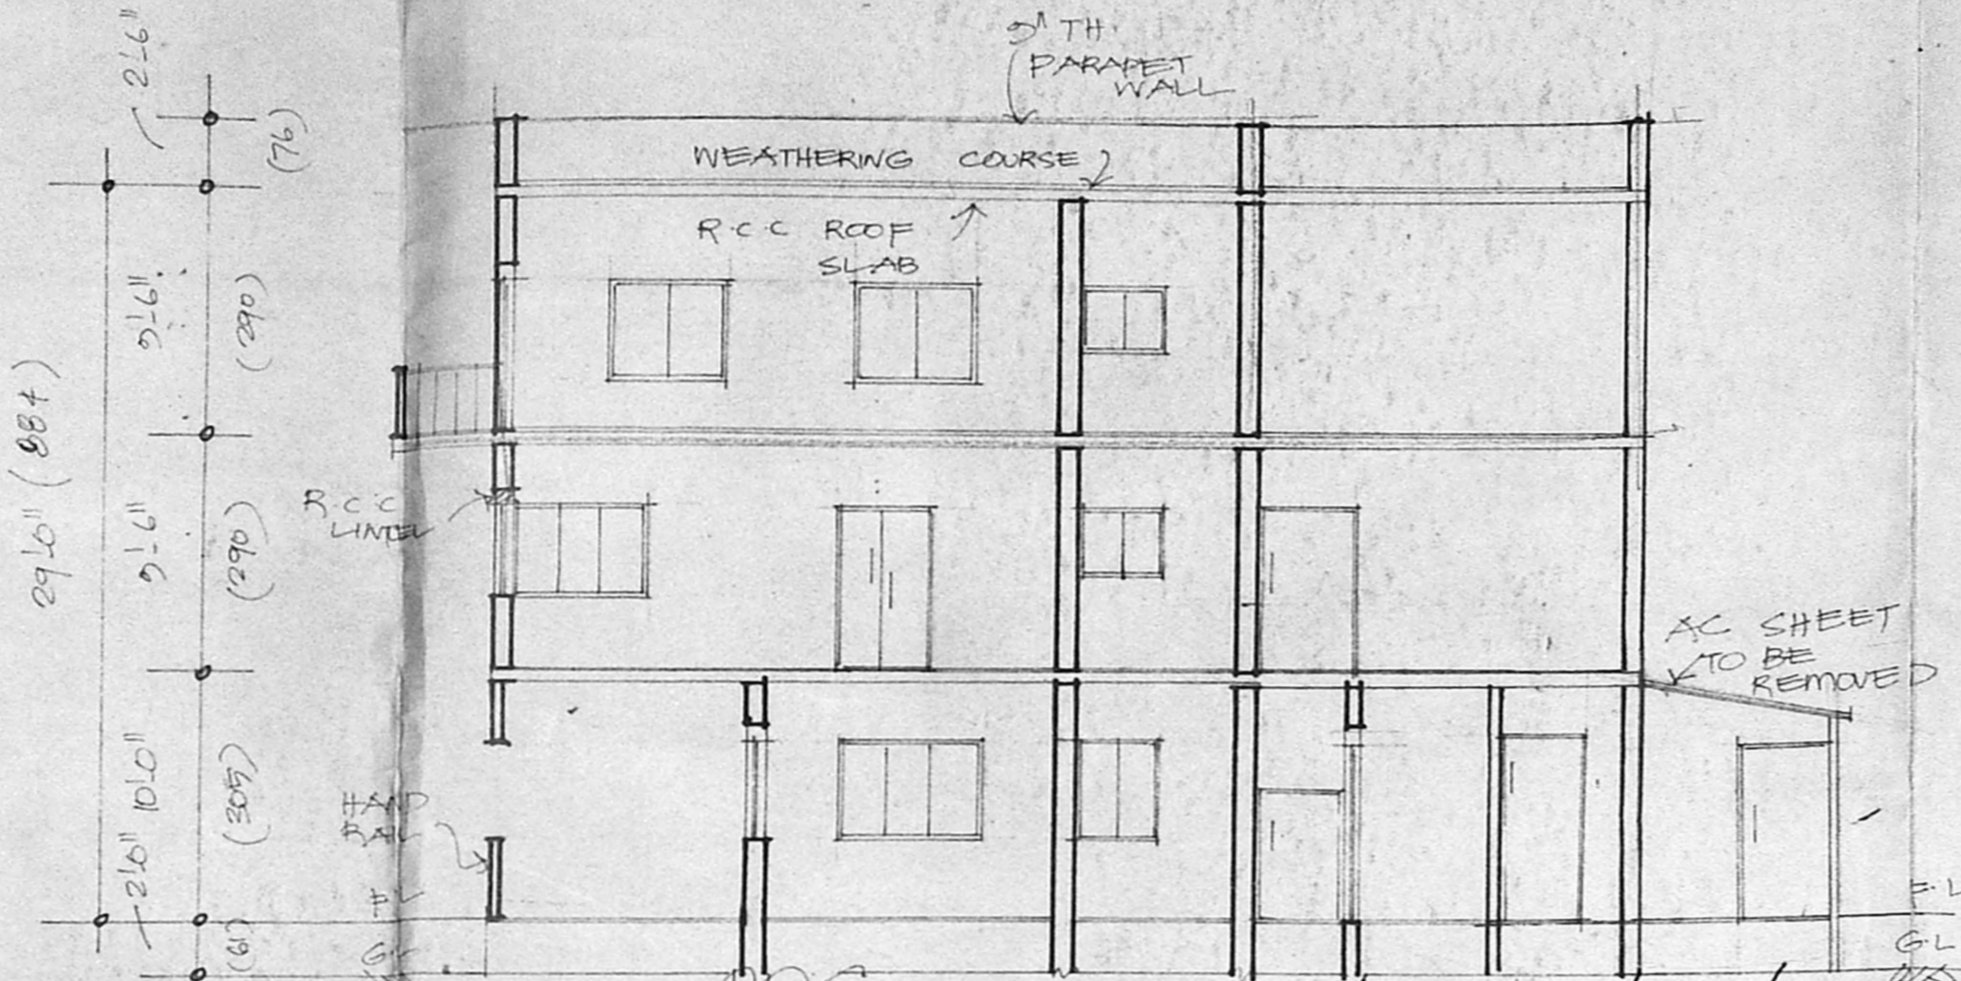 9" TH.
PARAPET
WALL
WEATHERING COURSE
R.C.C ROOF
SLAB
R.C.C
LINTEL
AC SHEET
TO BE
REMOVED
HAND
RAIL
F.L
G.L
F.L
G.L
2'-6"
(76)
9'-6"
(290)
29'-0" (884)
9'-6"
(290)
10'-0"
(305)
2'-0"
(61)